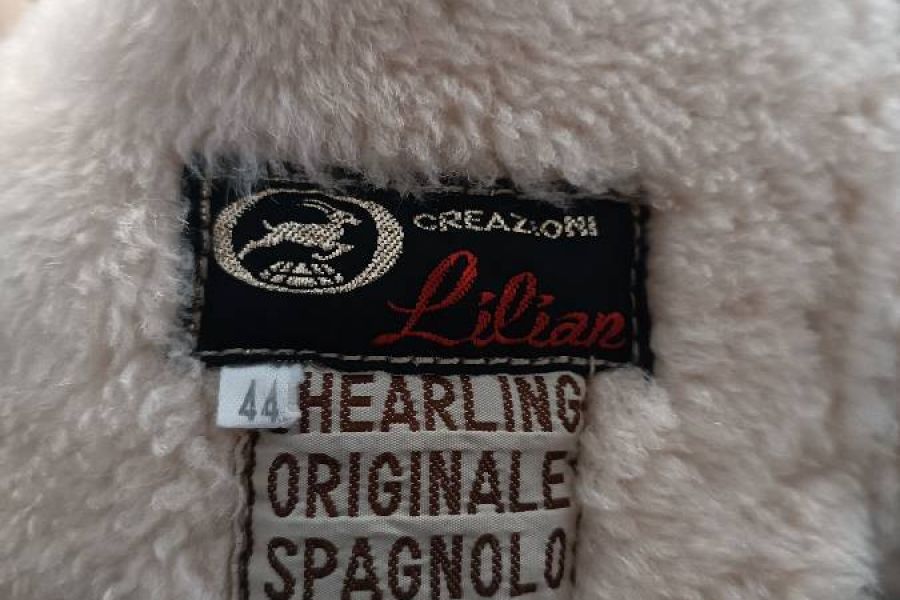 CREAZIONI
Lilian
44 HEARLING
ORIGINALE
SPAGNOLO